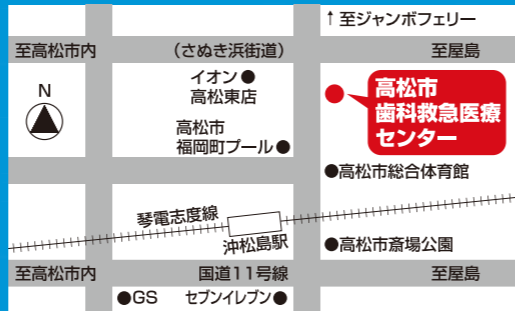 ↑至ジャンボフェリー
至高松市内
(さぬき浜街道)
至屋島
イオン●
高松東店
高松市
歯科救急医療
センター
N
高松市
福岡町プール●
●高松市総合体育館
琴電志度線
沖松島駅
●高松市斎場公園
至高松市内
国道11号線
至屋島
●GS
セブンイレブン●